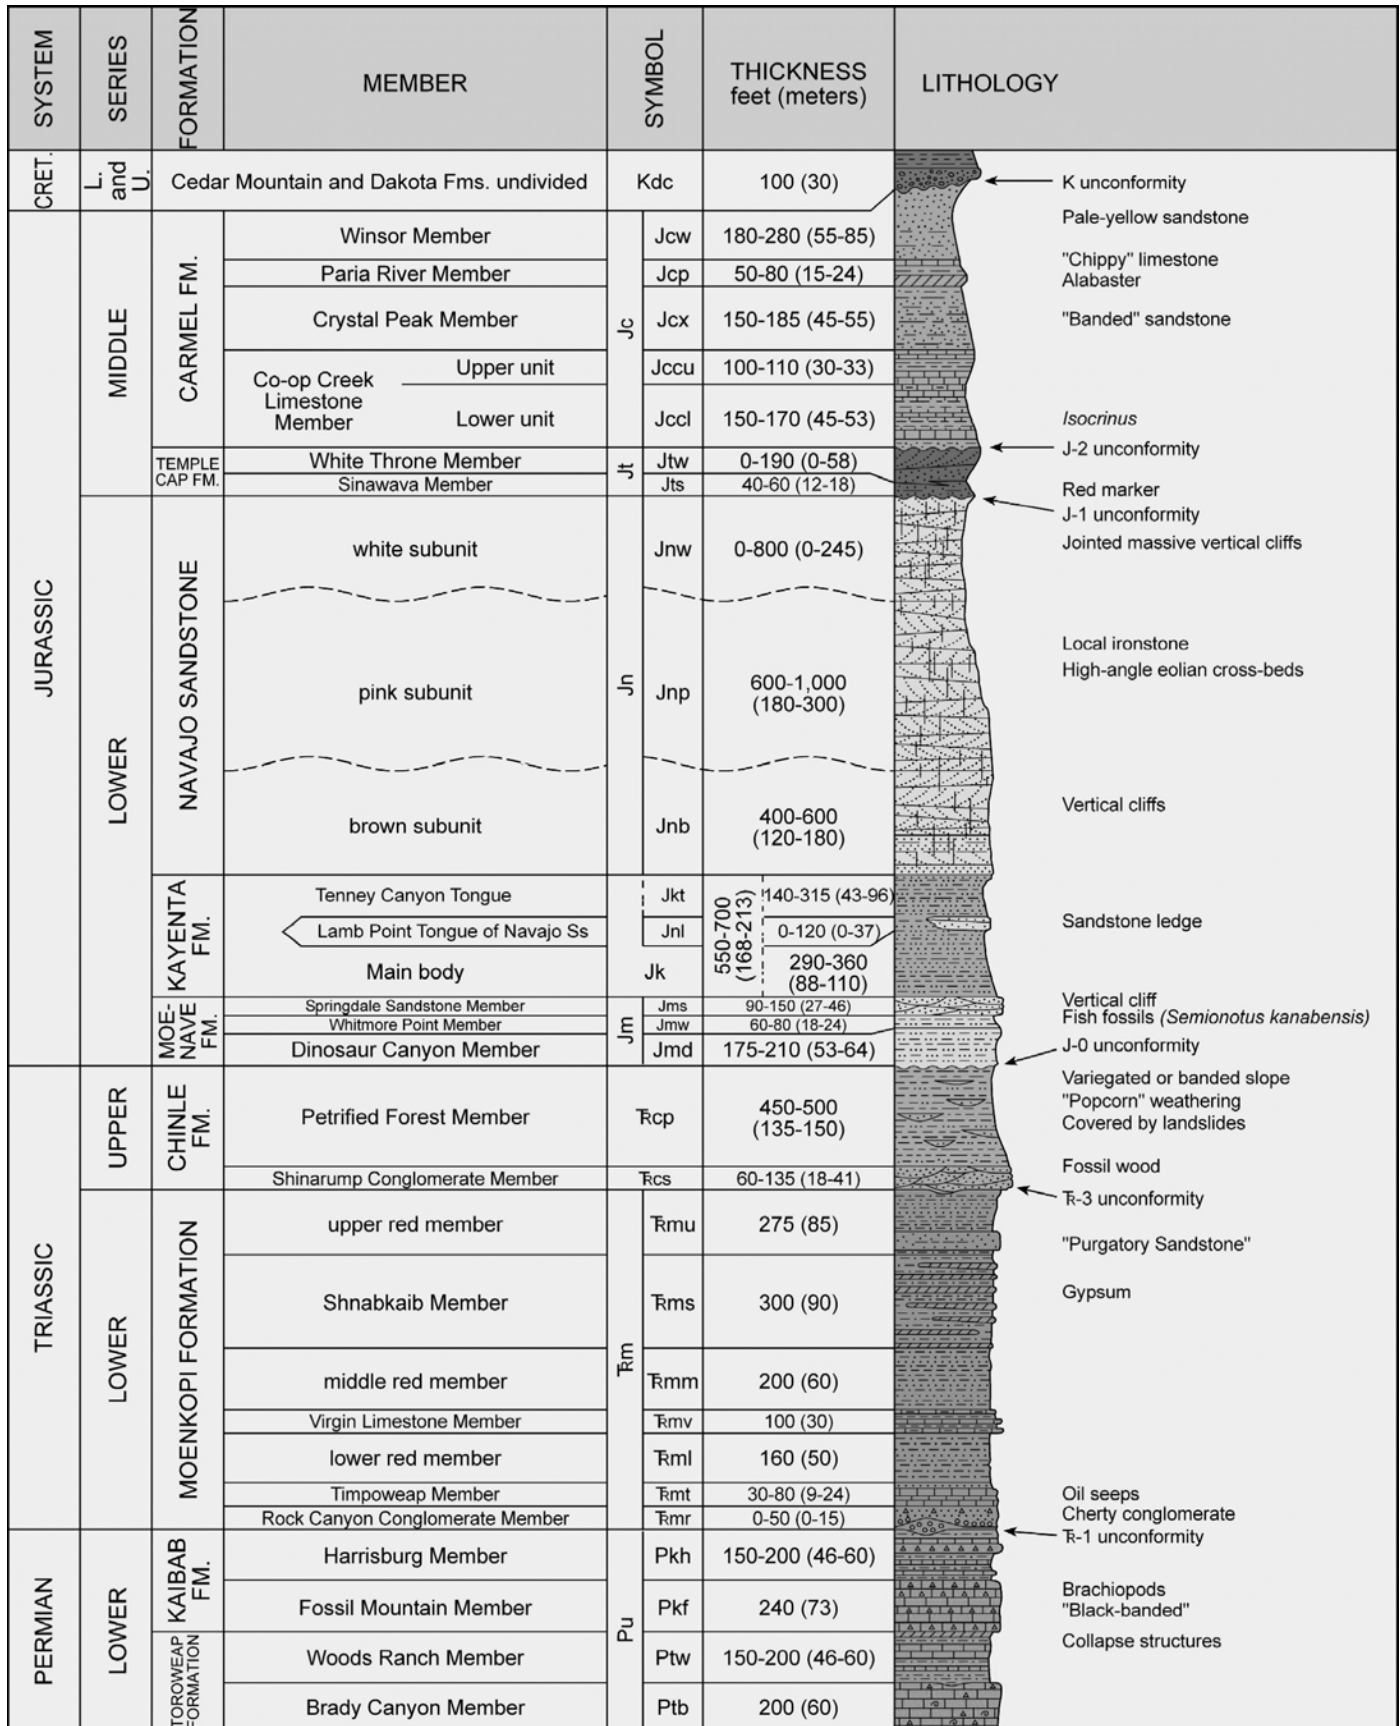 SYSTEM SERIES FORMATION MEMBER SYMBOL THICKNESS feet (meters) LITHOLOGY
CRET. L. and U. Cedar Mountain and Dakota Fms. undivided Kdc 100 (30) K unconformity
JURASSIC MIDDLE CARMEL FM. Jc
Winsor Member Jcw 180-280 (55-85) Pale-yellow sandstone
Paria River Member Jcp 50-80 (15-24) "Chippy" limestone
Alabaster
Crystal Peak Member Jcx 150-185 (45-55) "Banded" sandstone
Co-op Creek Limestone Member
Upper unit Jccu 100-110 (30-33)
Lower unit Jccl 150-170 (45-53) Isocrinus
J-2 unconformity
TEMPLE CAP FM. Jt
White Throne Member Jtw 0-190 (0-58)
Sinawava Member Jts 40-60 (12-18) Red marker
J-1 unconformity
LOWER NAVAJO SANDSTONE Jn
white subunit Jnw 0-800 (0-245) Jointed massive vertical cliffs
Local ironstone
High-angle eolian cross-beds
pink subunit Jnp 600-1,000 (180-300)
Vertical cliffs
brown subunit Jnb 400-600 (120-180)
KAYENTA FM. 550-700 (168-213)
Tenney Canyon Tongue Jkt 140-315 (43-96)
Lamb Point Tongue of Navajo Ss Jnl 0-120 (0-37) Sandstone ledge
Main body Jk 290-360 (88-110)
MOE-NAVE FM. Jm
Springdale Sandstone Member Jms 90-150 (27-46) Vertical cliff
Whitmore Point Member Jmw 60-80 (18-24) Fish fossils (Semionotus kanabensis)
Dinosaur Canyon Member Jmd 175-210 (53-64) J-0 unconformity
TRIASSIC UPPER CHINLE FM.
Petrified Forest Member TRcp 450-500 (135-150) Variegated or banded slope
"Popcorn" weathering
Covered by landslides
Fossil wood
Shinarump Conglomerate Member TRcs 60-135 (18-41) TR-3 unconformity
LOWER MOENKOPI FORMATION TRm
upper red member TRmu 275 (85) "Purgatory Sandstone"
Shnabkaib Member TRms 300 (90) Gypsum
middle red member TRmm 200 (60)
Virgin Limestone Member TRmv 100 (30)
lower red member TRml 160 (50)
Timpoweap Member TRmt 30-80 (9-24) Oil seeps
Rock Canyon Conglomerate Member TRmr 0-50 (0-15) Cherty conglomerate
TR-1 unconformity
PERMIAN LOWER KAIBAB FM. Pu
Harrisburg Member Pkh 150-200 (46-60)
Fossil Mountain Member Pkf 240 (73) Brachiopods
"Black-banded"
TOROWEAP FORMATION
Woods Ranch Member Ptw 150-200 (46-60) Collapse structures
Brady Canyon Member Ptb 200 (60)